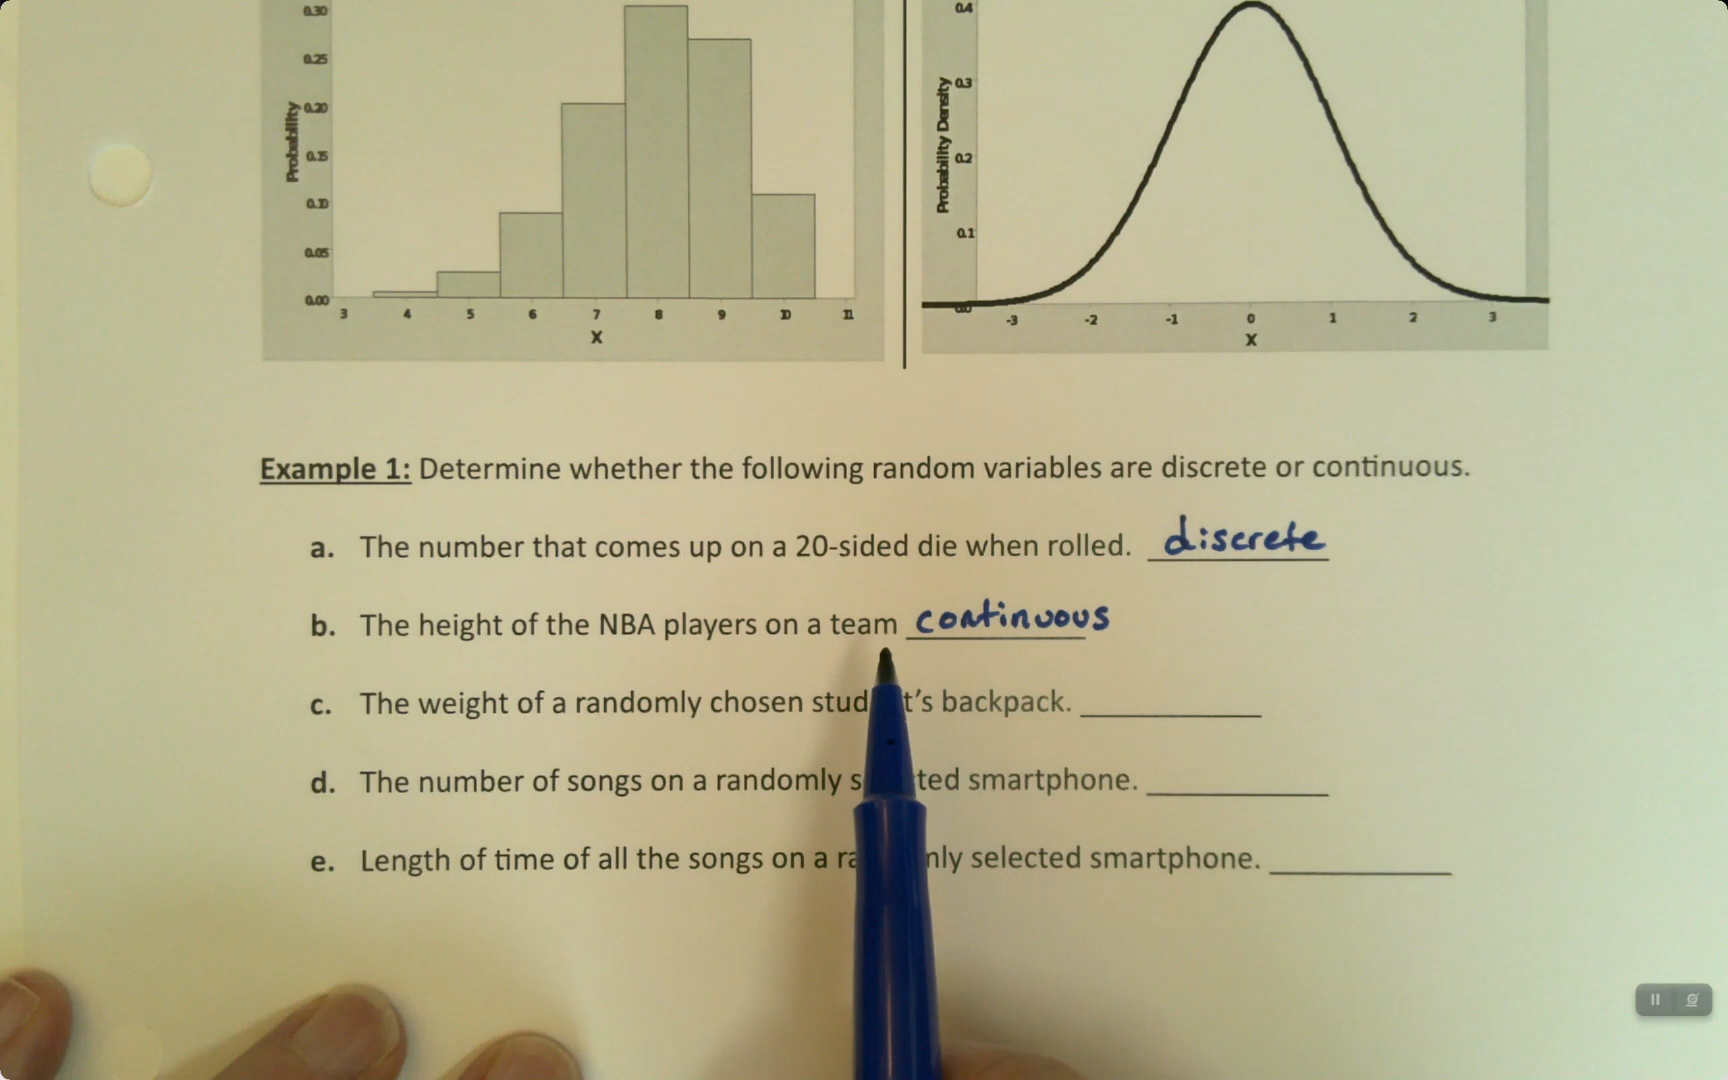 0.30
0.25
0.20
0.15
0.10
0.05
0.00
Probability
3 4 5 6 7 8 9 10 11
X
0.4
0.3
0.2
0.1
0.0
Probability Density
-3 -2 -1 0 1 2 3
X
Example 1: Determine whether the following random variables are discrete or continuous.
a. The number that comes up on a 20-sided die when rolled. discrete
b. The height of the NBA players on a team continuous
c. The weight of a randomly chosen stud t's backpack.
d. The number of songs on a randomly s ted smartphone.
e. Length of time of all the songs on a ra nly selected smartphone.